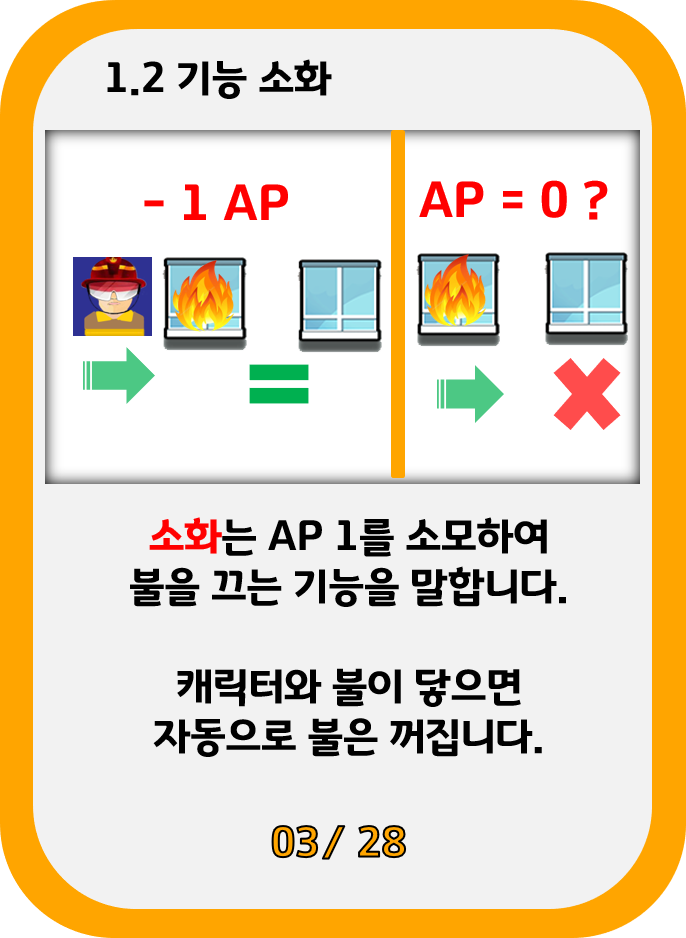 1.2 기능 소화
- 1 AP
AP = 0 ?
소화는 AP 1를 소모하여
불을 끄는 기능을 말합니다.
캐릭터와 불이 닿으면
자동으로 불은 꺼집니다.
03/ 28